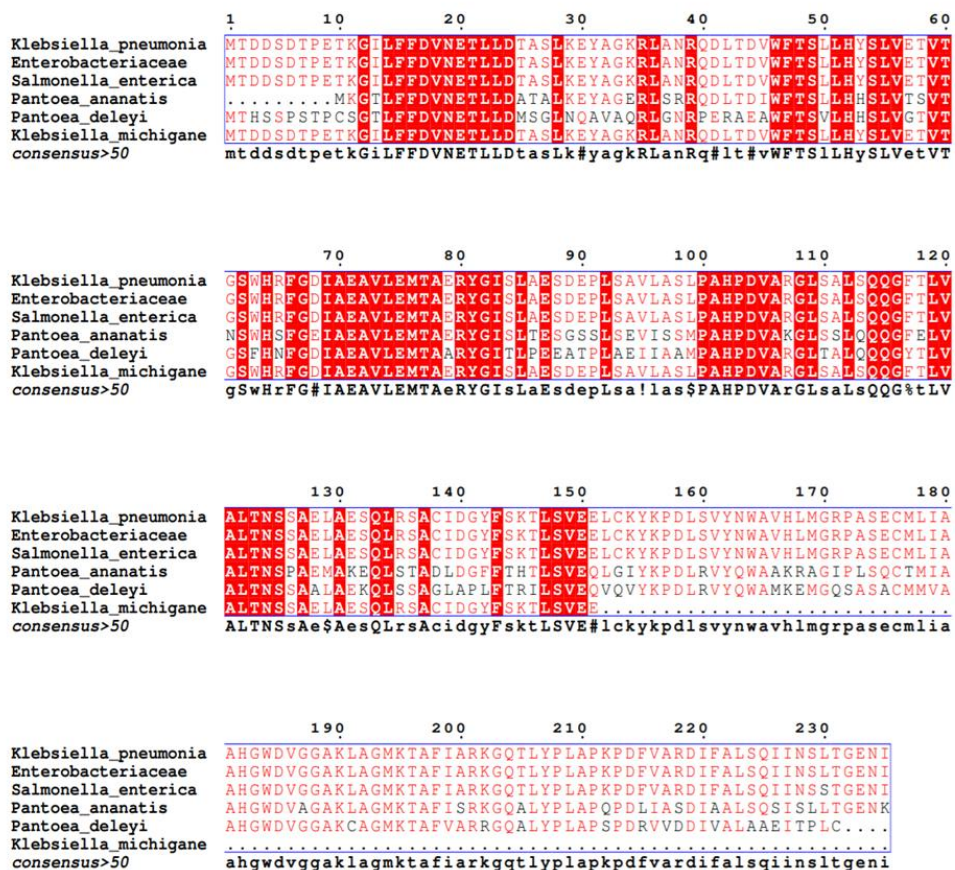 1 10 20 30 40 50 60
Klebsiella_pneumonia MTDDSDTPETKGILFFDVNETLLDTASLKEYAGKRLANRQDLTDVWFTSLLHYSLVETVT
Enterobacteriaceae MTDDSDTPETKGILFFDVNETLLDTASLKEYAGKRLANRQDLTDVWFTSLLHYSLVETVT
Salmonella_enterica MTDDSDTPETKGILFFDVNETLLDTASLKEYAGKRLANRQDLTDVWFTSLLHYSLVETVT
Pantoea_ananatis .........MKGTLFFDVNETLLDATALKEYAGERLSRRQDLTDIWFTSLLHHSLVTSVT
Pantoea_deleyi MTHSSPSTPCSGTLFFDVNETLLDMSGLNQAVAQRLGNRPERAEAWFTSVLHHSLVGTVT
Klebsiella_michigane MTDDSDTPETKGILFFDVNETLLDTASLKEYAGKRLANRQDLTDVWFTSLLHYSLVETVT
consensus>50 mtddsdtpetkGiLFFDVNETLLDtasLk#yagkRLanRq#lt#vWFTSlLHySLVetVT
70 80 90 100 110 120
Klebsiella_pneumonia GSWHRFGDIAEAVLEMTAERYGISLAESDEPLSAVLASLPAHPDVARGLSALSQQGFTLV
Enterobacteriaceae GSWHRFGDIAEAVLEMTAERYGISLAESDEPLSAVLASLPAHPDVARGLSALSQQGFTLV
Salmonella_enterica GSWHRFGDIAEAVLEMTAERYGISLAESDEPLSAVLASLPAHPDVARGLSALSQQGFTLV
Pantoea_ananatis NSWHSFGEIAEAVLEMTAERYGISLTESGSSLSEVISSMPAHPDVAKGLSSLQQQGFELV
Pantoea_deleyi GSFHNFGDIAEAVLEMTAARYGITLPEEATPLAEIIAAMPAHPDVARGLTALQQQGYTLV
Klebsiella_michigane GSWHRFGDIAEAVLEMTAERYGISLAESDEPLSAVLASLPAHPDVARGLSALSQQGFTLV
consensus>50 gSwHrFG#IAEAVLEMTAeRYGIsLaEsdepLsa!las$PAHPDVArGLsaLsQQG%tLV
130 140 150 160 170 180
Klebsiella_pneumonia ALTNSSAELAESQLRSACIDGYFSKTLSVEELCKYKPDLSVYNWAVHLMGRPASECMLIA
Enterobacteriaceae ALTNSSAELAESQLRSACIDGYFSKTLSVEELCKYKPDLSVYNWAVHLMGRPASECMLIA
Salmonella_enterica ALTNSSAELAESQLRSACIDGYFSKTLSVEELCKYKPDLSVYNWAVHLMGRPASECMLIA
Pantoea_ananatis ALTNSPAEMAKEQLSTADLDGFFTHTLSVEQLGIYKPDLRVYQWAAKRAGIPLSQCTMIA
Pantoea_deleyi ALTNSSAALAEKQLSSAGLAPLFTRILSVEQVQVYKPDLRVYQWAMKEMGQSASACMMVA
Klebsiella_michigane ALTNSSAELAESQLRSACIDGYFSKTLSVEE.............................
consensus>50 ALTNSsAe$AesQLrsAcidgyFsktLSVE#lckykpdlsvynwavhlmgrpasecmlia
190 200 210 220 230
Klebsiella_pneumonia AHGWDVGGAKLAGMKTAFIARKGQTLYPLAPKPDFVARDIFALSQIINSLTGENI
Enterobacteriaceae AHGWDVGGAKLAGMKTAFIARKGQTLYPLAPKPDFVARDIFALSQIINSLTGENI
Salmonella_enterica AHGWDVGGAKLAGMKTAFIARKGQTLYPLAPKPDFVARDIFALSQIINSSTGENI
Pantoea_ananatis AHGWDVAGAKLAGMKTAFISRKGQALYPLAPQPDLIASDIAALSQSISLLTGENK
Pantoea_deleyi AHGWDVGGAKCAGMKTAFVARRGQALYPLAPSPDRVVDDIVALAAEITPLC....
Klebsiella_michigane .......................................................
consensus>50 ahgwdvggaklagmktafiarkgqtlyplapkpdfvardifalsqiinsltgeni